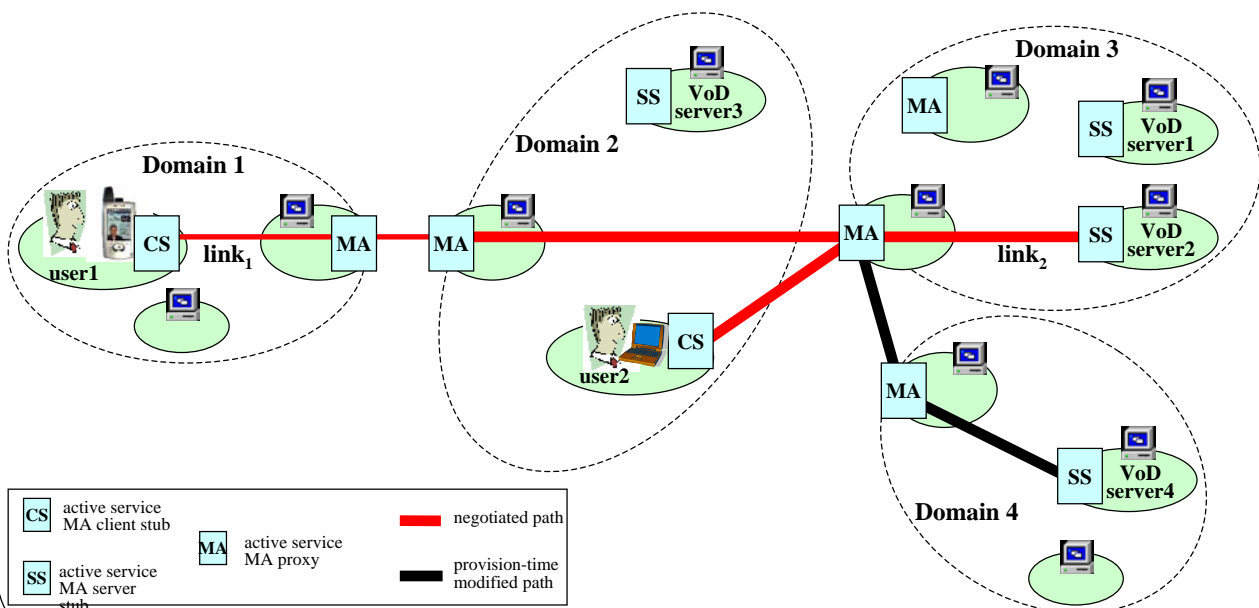 Domain 1
user1
CS
link1
MA
Domain 2
MA
SS
VoD
server3
user2
CS
Domain 3
MA
SS
VoD
server1
MA
link2
SS
VoD
server2
MA
SS
VoD
server4
Domain 4
CS
active service
MA client stub
SS
active service
MA server
stub
MA
active service
MA proxy
negotiated path
provision-time
modified path